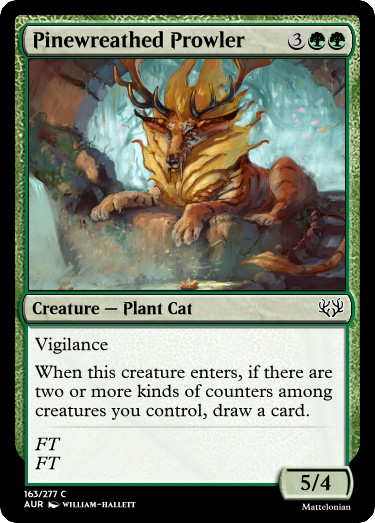 Pinewreathed Prowler 3
Creature — Plant Cat
Vigilance
When this creature enters, if there are
two or more kinds of counters among
creatures you control, draw a card.
FT
FT
5/4
163/277 C
AUR WILLIAM-HALLETT
Mattelonian